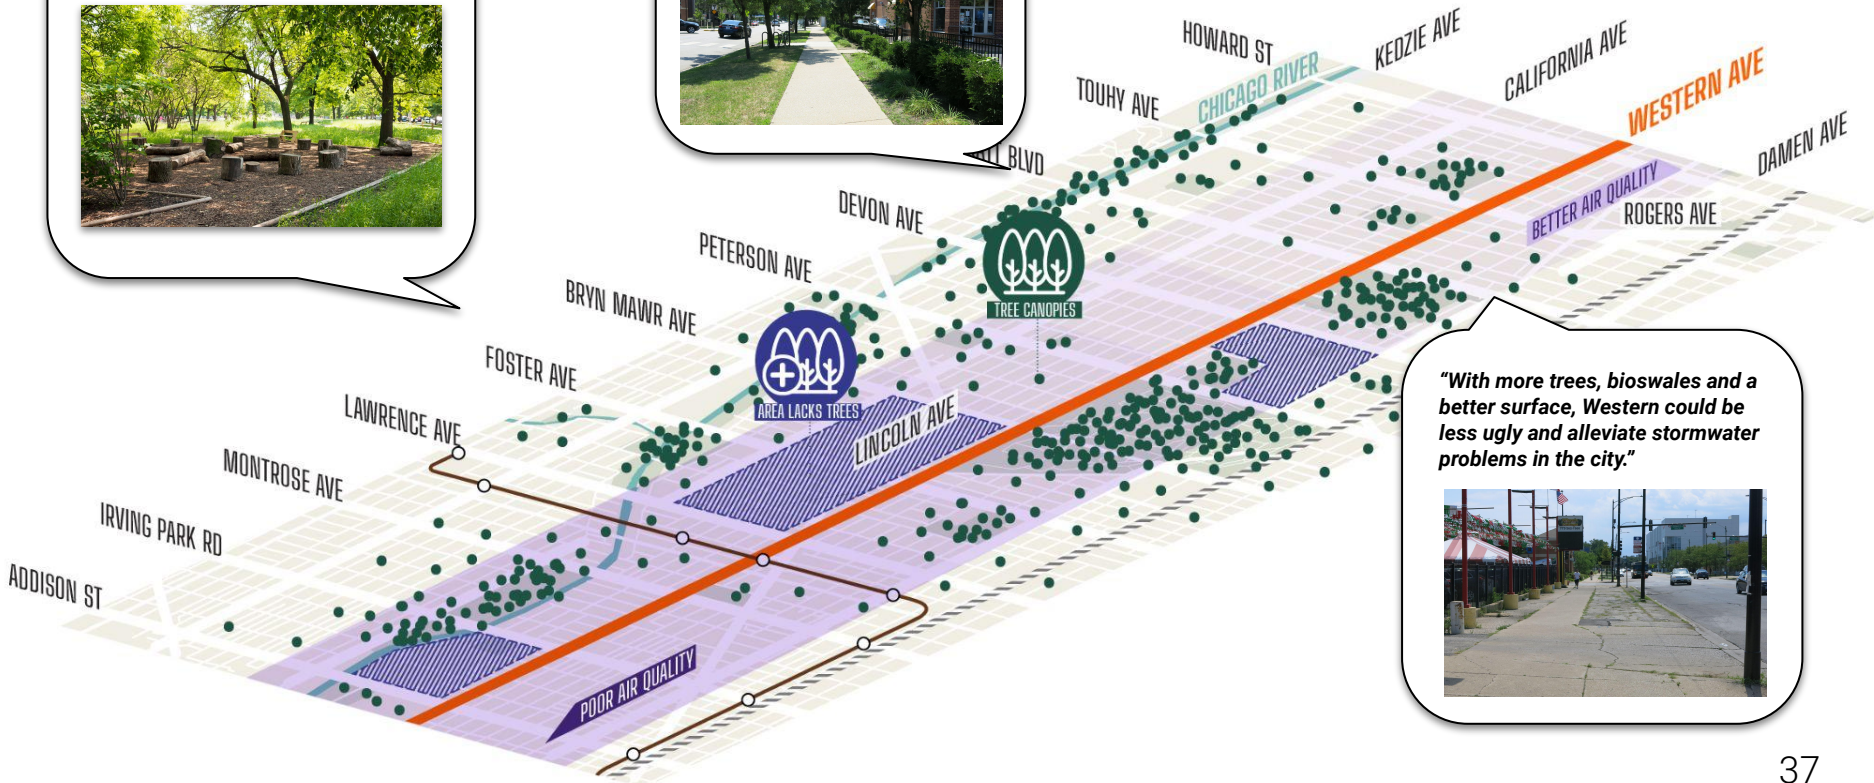 HOWARD ST
KEDZIE AVE
CALIFORNIA AVE
WESTERN AVE
DAMEN AVE
TOUHY AVE
CHICAGO RIVER
BLVD
DEVON AVE
BETTER AIR QUALITY
ROGERS AVE
PETERSON AVE
BRYN MAWR AVE
TREE CANOPIES
FOSTER AVE
AREA LACKS TREES
LINCOLN AVE
LAWRENCE AVE
MONTROSE AVE
IRVING PARK RD
ADDISON ST
POOR AIR QUALITY
“With more trees, bioswales and a
better surface, Western could be
less ugly and alleviate stormwater
problems in the city.”
37